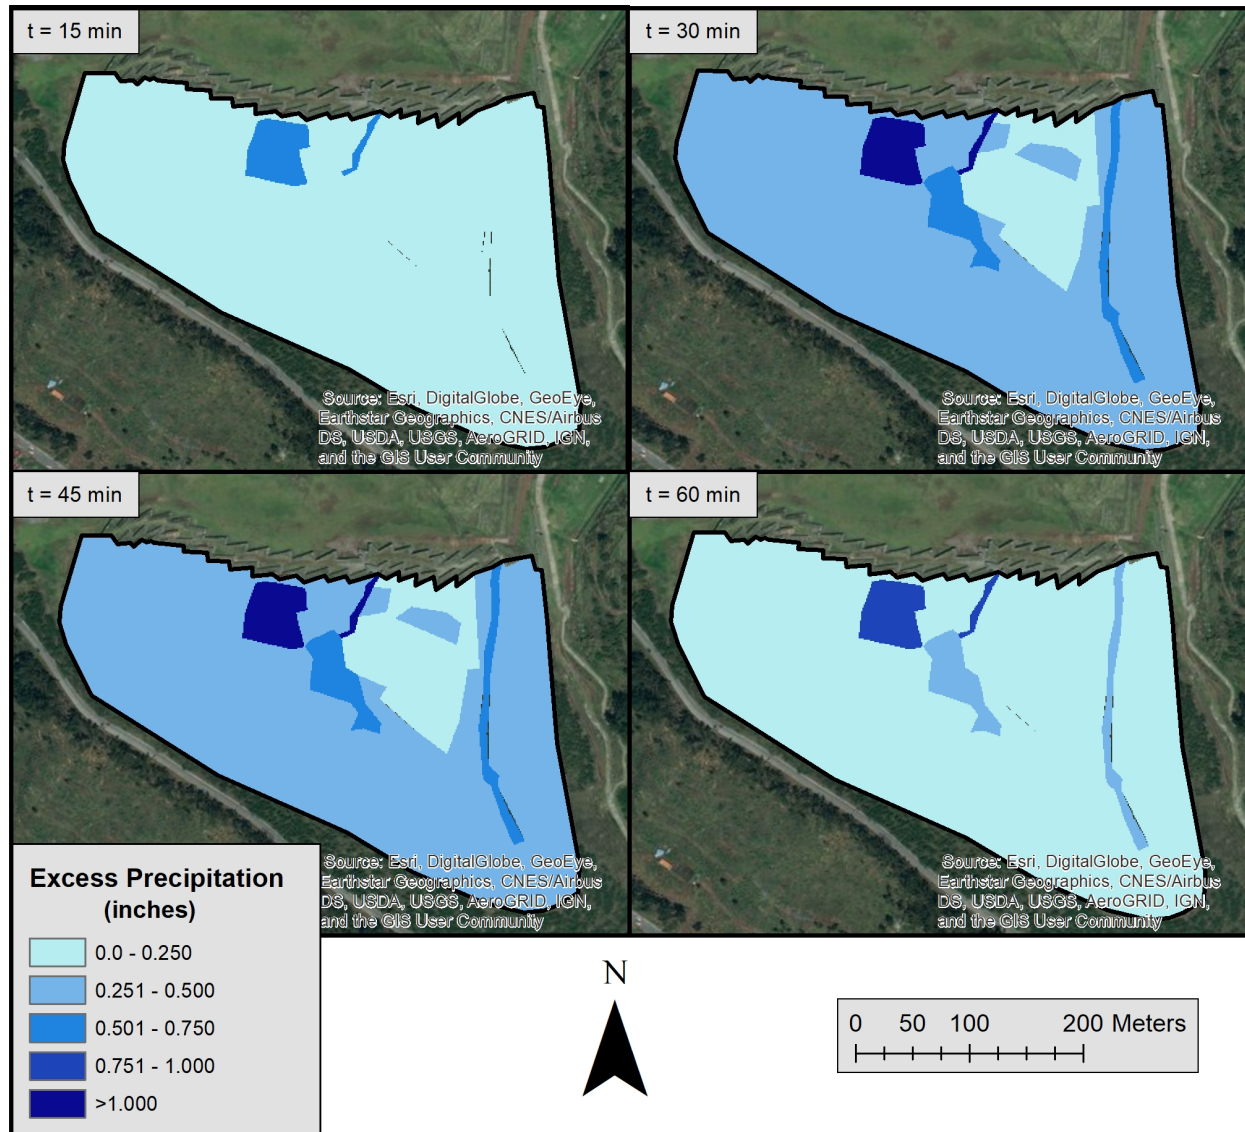 t = 15 min
t = 30 min
Source: Esri, DigitalGlobe, GeoEye,
Earthstar Geographics, CNES/Airbus
DS, USDA, USGS, AeroGRID, IGN,
and the GIS User Community
Source: Esri, DigitalGlobe, GeoEye,
Earthstar Geographics, CNES/Airbus
DS, USDA, USGS, AeroGRID, IGN,
and the GIS User Community
t = 45 min
t = 60 min
Source: Esri, DigitalGlobe, GeoEye,
Earthstar Geographics, CNES/Airbus
DS, USDA, USGS, AeroGRID, IGN,
and the GIS User Community
Source: Esri, DigitalGlobe, GeoEye,
Earthstar Geographics, CNES/Airbus
DS, USDA, USGS, AeroGRID, IGN,
and the GIS User Community
Excess Precipitation
(inches)
0.0 - 0.250
0.251 - 0.500
0.501 - 0.750
0.751 - 1.000
>1.000
N
0 50 100 200 Meters